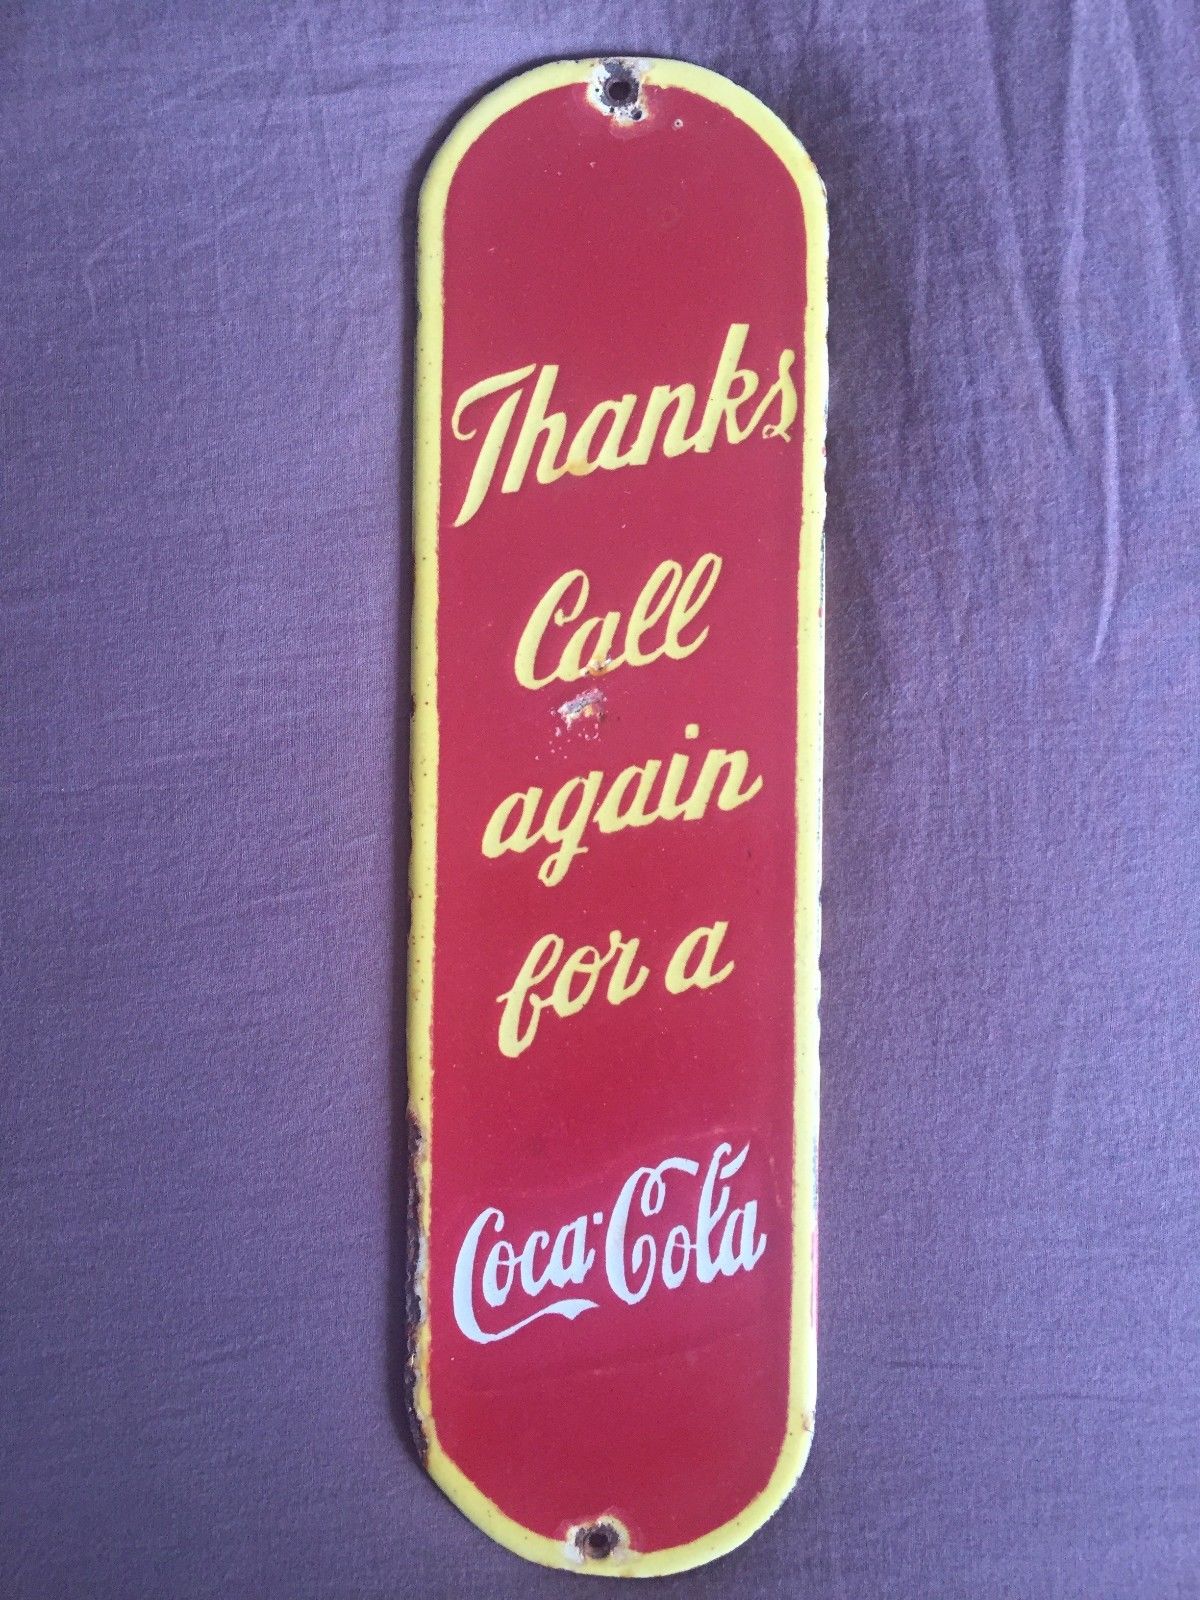 Thanks
Call
again
for a
Coca-Cola